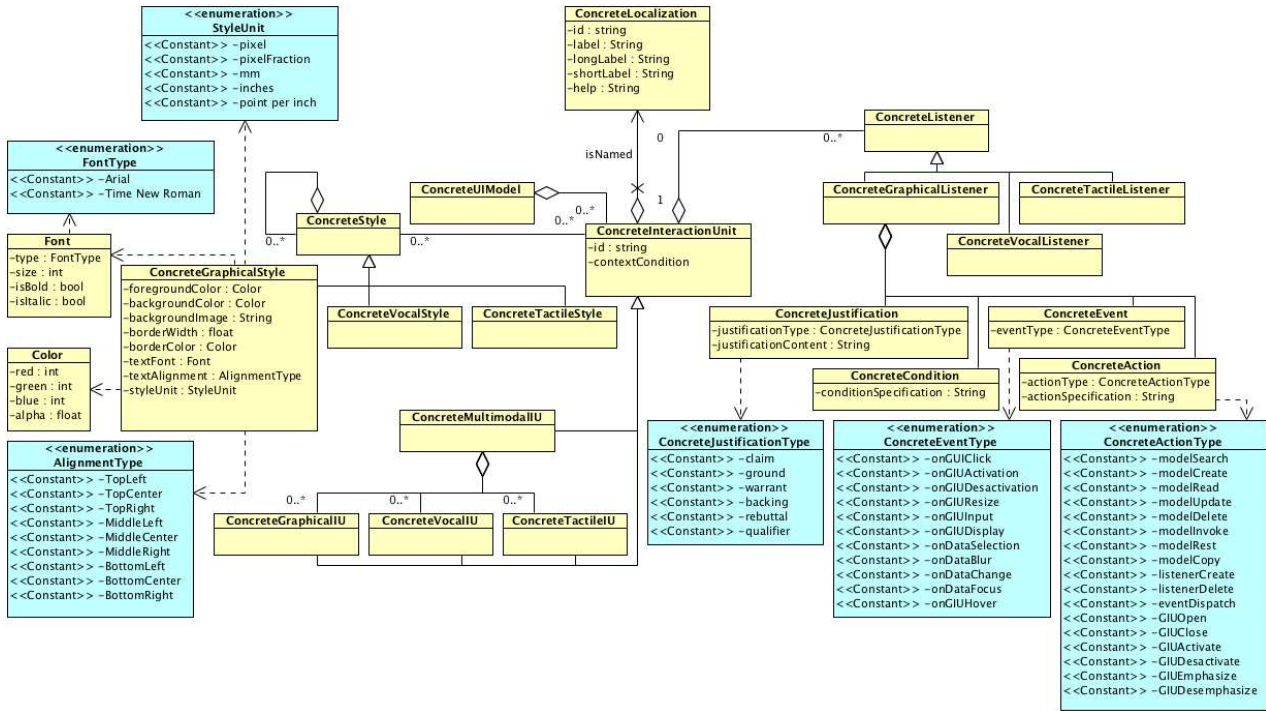 <<enumeration>>
StyleUnit
<<Constant>> -pixel
<<Constant>> -pixelFraction
<<Constant>> -mm
<<Constant>> -inches
<<Constant>> -point per inch
ConcreteLocalization
-id : string
-label : String
-longLabel : String
-shortLabel : String
-help : String
<<enumeration>>
FontType
<<Constant>> -Arial
<<Constant>> -Time New Roman
isNamed
0
1
0..*
ConcreteListener
ConcreteGraphicalListener
ConcreteTactileListener
ConcreteVocalListener
ConcreteUIModel
0..*
0..*
ConcreteStyle
0..*
0..*
ConcreteInteractionUnit
-id : string
-contextCondition
Font
-type : FontType
-size : int
-isBold : bool
-isItalic : bool
ConcreteGraphicalStyle
-foregroundColor : Color
-backgroundColor : Color
-backgroundImage : String
-borderWidth : float
-borderColor : Color
-textFont : Font
-textAlignment : AlignmentType
-styleUnit : StyleUnit
ConcreteVocalStyle
ConcreteTactileStyle
Color
-red : int
-green : int
-blue : int
-alpha : float
ConcreteJustification
-justificationType : ConcreteJustificationType
-justificationContent : String
ConcreteEvent
-eventType : ConcreteEventType
ConcreteCondition
-conditionSpecification : String
ConcreteAction
-actionType : ConcreteActionType
-actionSpecification : String
ConcreteMultimodalIU
0..*
0..*
0..*
ConcreteGraphicalIU
ConcreteVocalIU
ConcreteTactileIU
<<enumeration>>
AlignmentType
<<Constant>> -TopLeft
<<Constant>> -TopCenter
<<Constant>> -TopRight
<<Constant>> -MiddleLeft
<<Constant>> -MiddleCenter
<<Constant>> -MiddleRight
<<Constant>> -BottomLeft
<<Constant>> -BottomCenter
<<Constant>> -BottomRight
<<enumeration>>
ConcreteJustificationType
<<Constant>> -claim
<<Constant>> -ground
<<Constant>> -warrant
<<Constant>> -backing
<<Constant>> -rebuttal
<<Constant>> -qualifier
<<enumeration>>
ConcreteEventType
<<Constant>> -onGUIClick
<<Constant>> -onGIUActivation
<<Constant>> -onGIUDesactivation
<<Constant>> -onGIUResize
<<Constant>> -onGIUInput
<<Constant>> -onGIUDisplay
<<Constant>> -onDataSelection
<<Constant>> -onDataBlur
<<Constant>> -onDataChange
<<Constant>> -onDataFocus
<<Constant>> -onGIUHover
<<enumeration>>
ConcreteActionType
<<Constant>> -modelSearch
<<Constant>> -modelCreate
<<Constant>> -modelRead
<<Constant>> -modelUpdate
<<Constant>> -modelDelete
<<Constant>> -modelInvoke
<<Constant>> -modelRest
<<Constant>> -modelCopy
<<Constant>> -listenerCreate
<<Constant>> -listenerDelete
<<Constant>> -eventDispatch
<<Constant>> -GIUOpen
<<Constant>> -GIUClose
<<Constant>> -GIUActivate
<<Constant>> -GIUDesactivate
<<Constant>> -GIUEmphasize
<<Constant>> -GIUDesemphasize